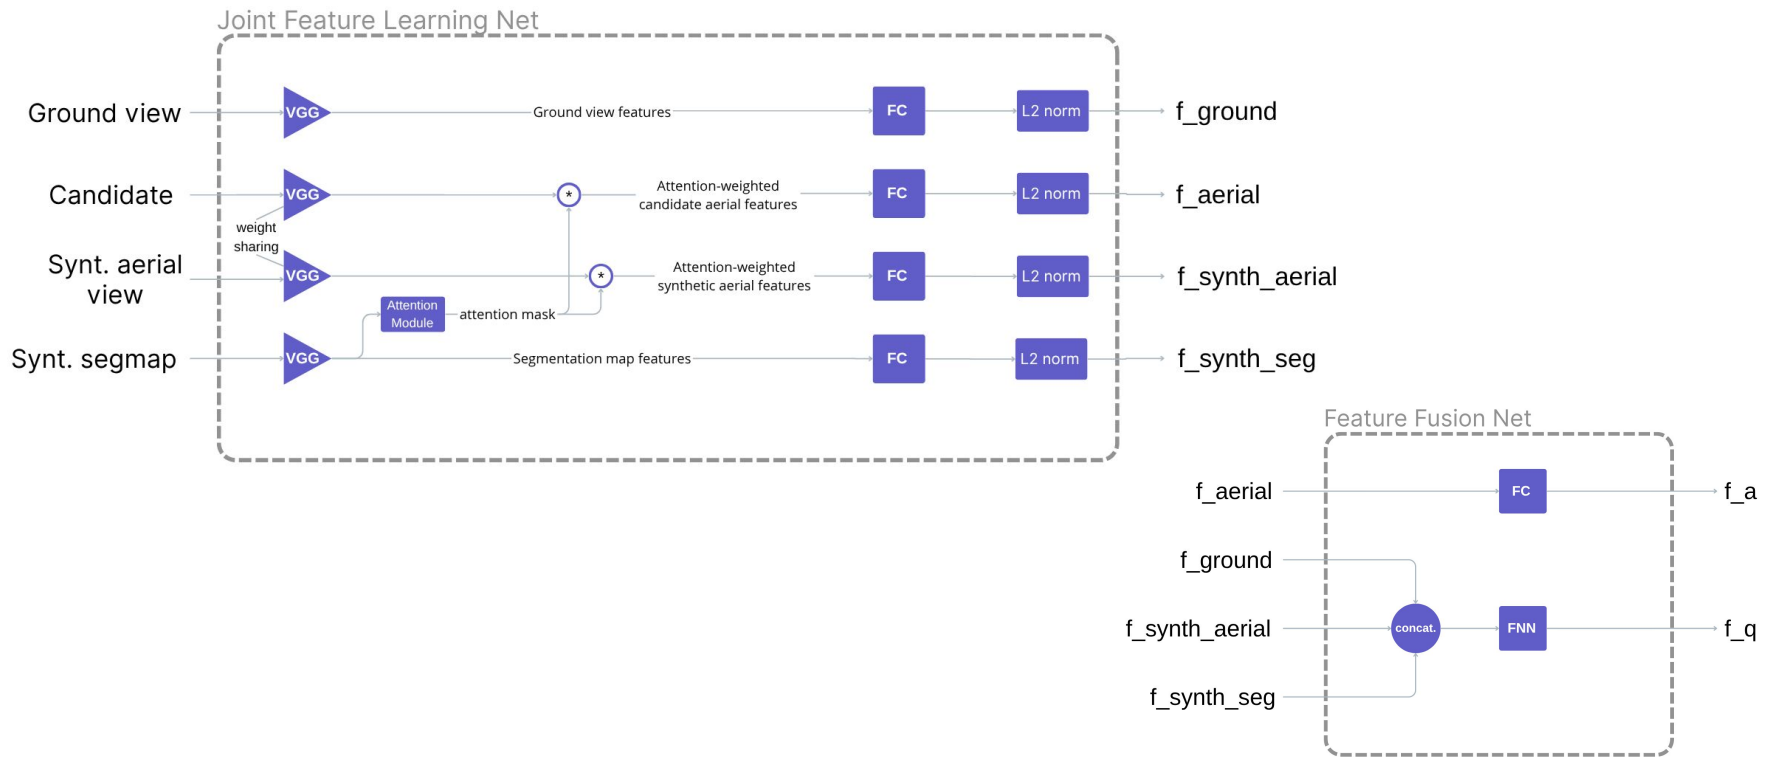 Joint Feature Learning Net
Ground view
VGG
Ground view features
FC
L2 norm
f_ground
Candidate
VGG
*
Attention-weighted
candidate aerial features
FC
L2 norm
f_aerial
weight
sharing
Synt. aerial
view
VGG
*
Attention-weighted
synthetic aerial features
FC
L2 norm
f_synth_aerial
Attention
Module
attention mask
Synt. segmap
VGG
Segmentation map features
FC
L2 norm
f_synth_seg
Feature Fusion Net
f_aerial
FC
f_a
f_ground
f_synth_aerial
concat.
FNN
f_q
f_synth_seg